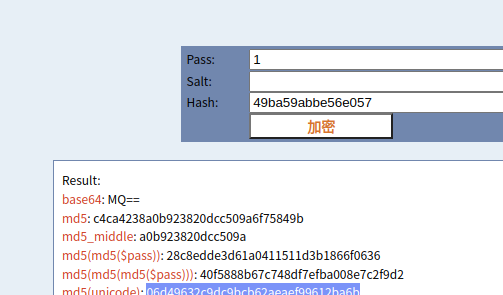 Pass: 1
Salt:
Hash: 49ba59abbe56e057
加密
Result:
base64: MQ==
md5: c4ca4238a0b923820dcc509a6f75849b
md5_middle: a0b923820dcc509a
md5(md5($pass)): 28c8edde3d61a0411511d3b1866f0636
md5(md5(md5($pass))): 40f5888b67c748df7efba008e7c2f9d2
md5(unicode): 06d49632c9dc9bcb62aeaef99612ba6b